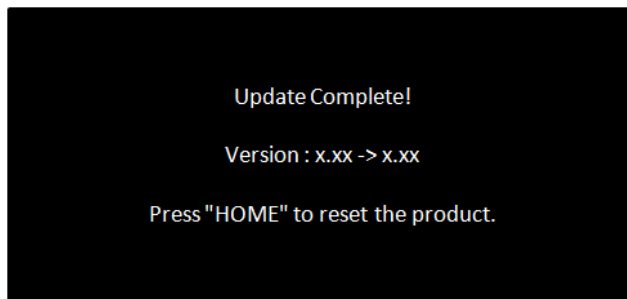 Update Complete!
Version : x.xx -> x.xx
Press "HOME" to reset the product.